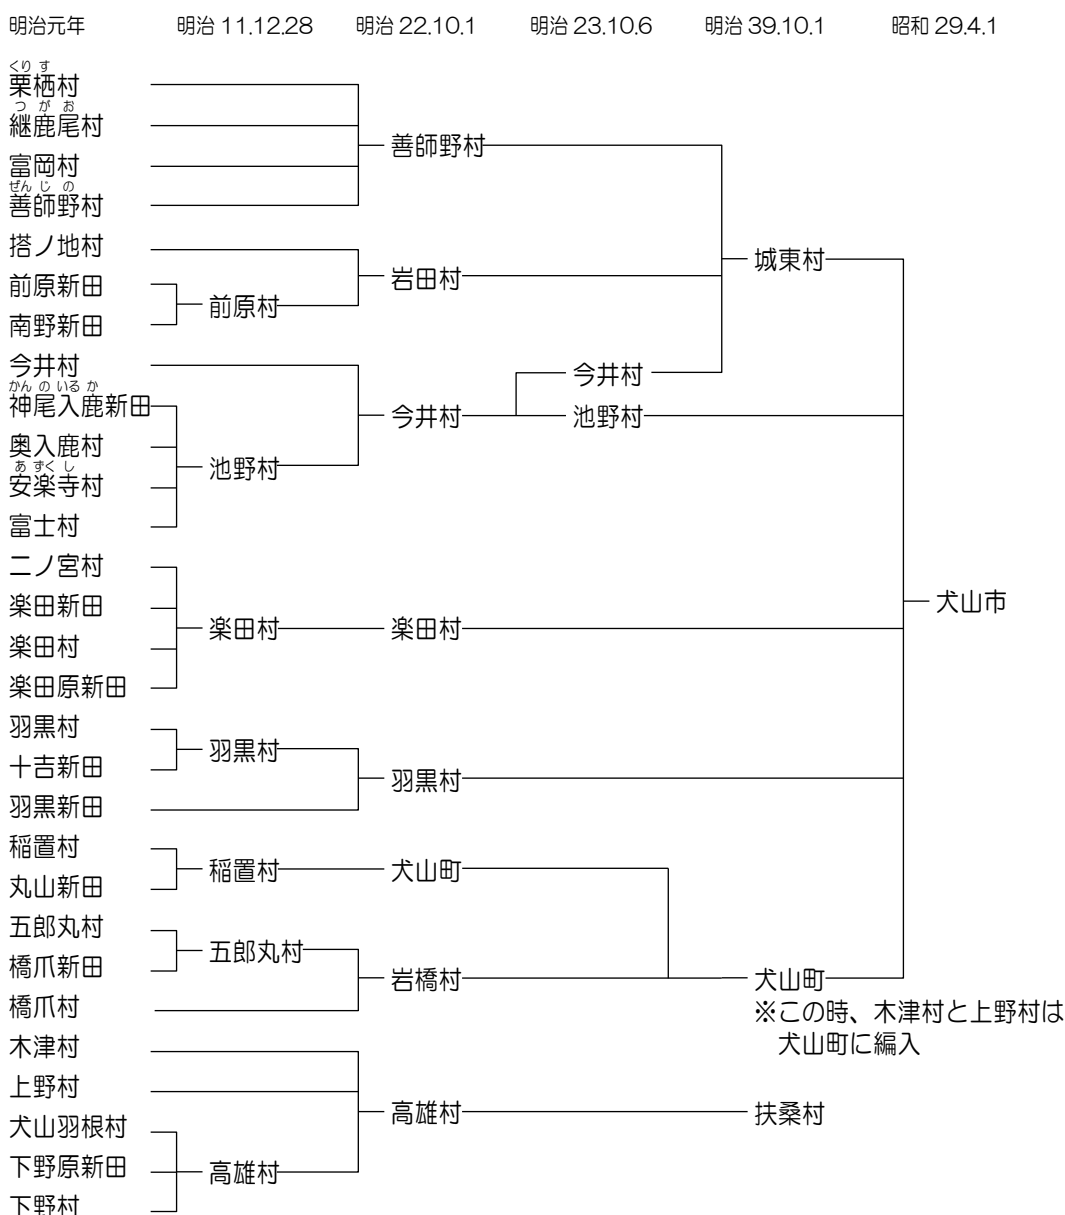 明治元年 明治 11.12.28 明治 22.10.1 明治 23.10.6 明治 39.10.1 昭和 29.4.1
くりす
栗栖村
つがお
継鹿尾村
善師野村
富岡村
ぜんじの
善師野村
搭ノ地村
城東村
岩田村
前原新田
前原村
南野新田
今井村
今井村
かんのいるか
神尾入鹿新田
今井村 池野村
奥入鹿村
池野村
あずくし
安楽寺村
富士村
二ノ宮村
犬山市
楽田新田
楽田村 楽田村
楽田村
楽田原新田
羽黒村
羽黒村
十吉新田
羽黒村
羽黒新田
稲置村
稲置村 犬山町
丸山新田
五郎丸村
五郎丸村
橋爪新田
岩橋村 犬山町
橋爪村
※この時、木津村と上野村は
犬山町に編入
木津村
上野村
高雄村 扶桑村
犬山羽根村
下野原新田
高雄村
下野村